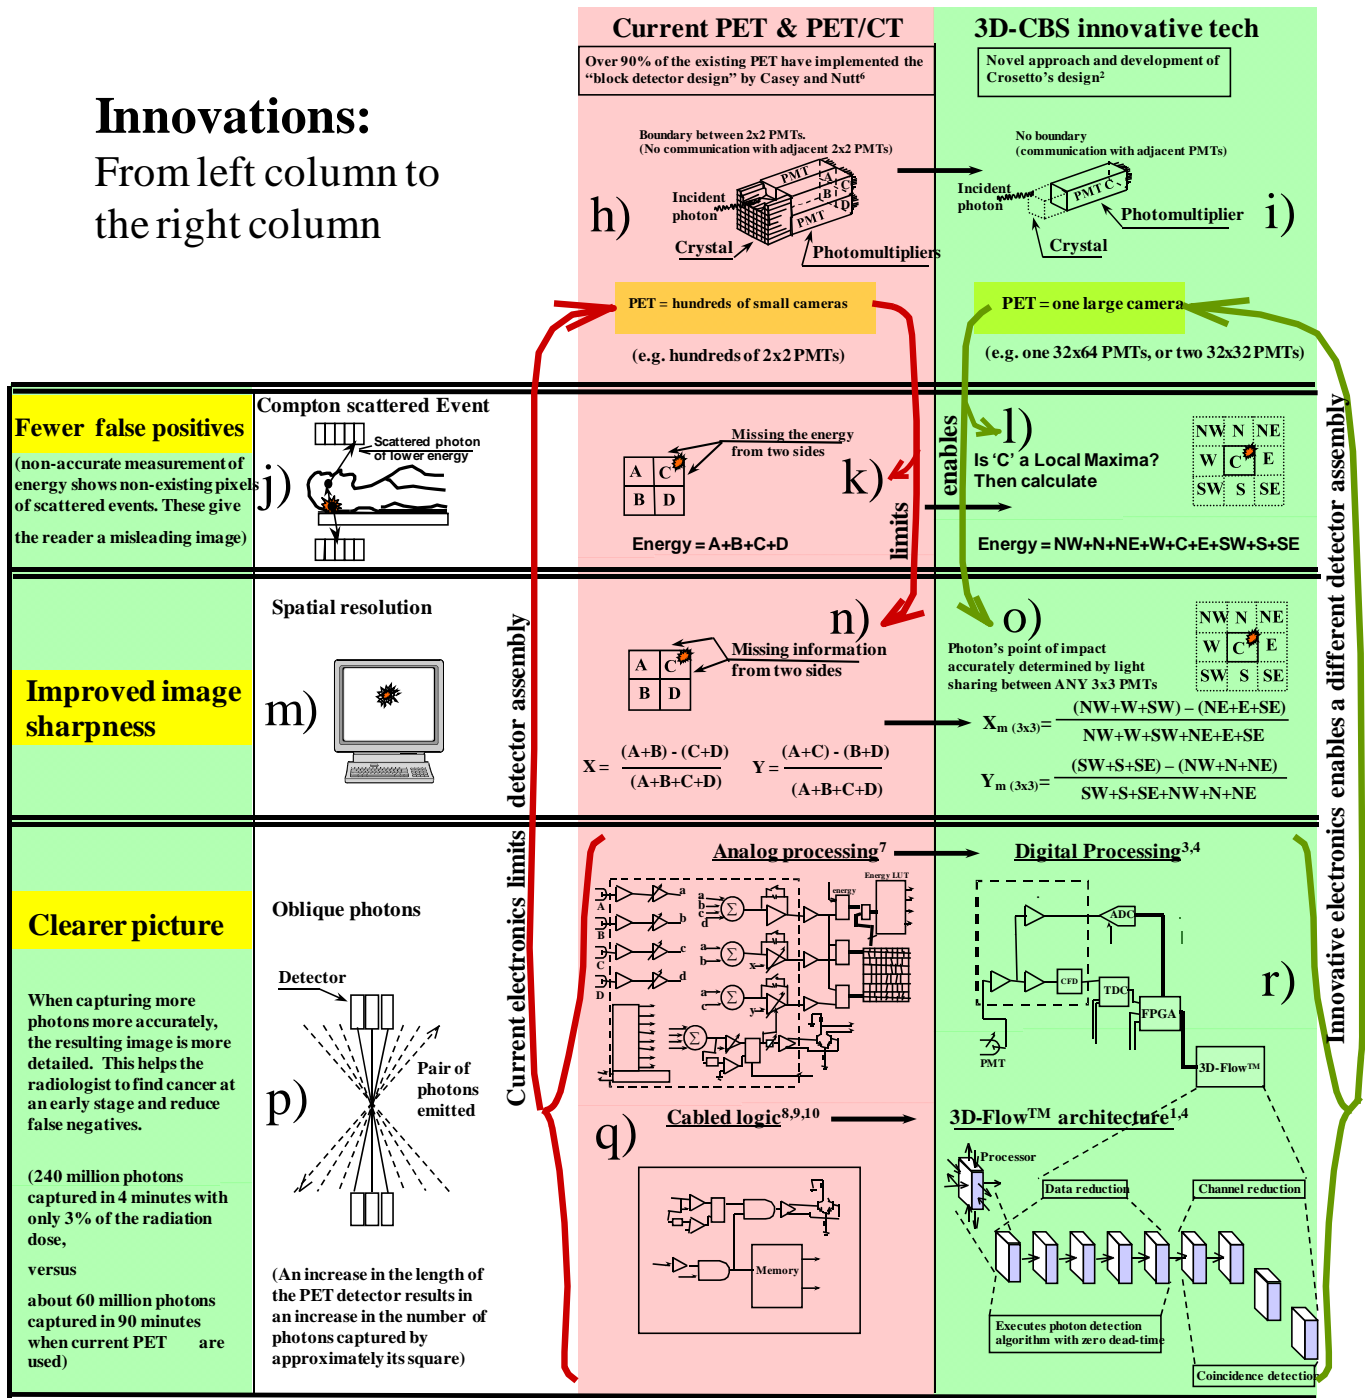 Current PET & PET/CT
3D-CBS innovative tech
Over 90% of the existing PET have implemented the
“block detector design” by Casey and Nutt⁶
Novel approach and development of
Crosetto’s design²
Innovations:
From left column to
the right column
Boundary between 2x2 PMTs.
(No communication with adjacent 2x2 PMTs)
No boundary
(communication with adjacent PMTs)
h)
Incident
photon
PMT
A
C
B
D
PMT
Crystal
Photomultipliers
Incident
photon
PMT C
Photomultiplier
Crystal
i)
PET = hundreds of small cameras
PET = one large camera
(e.g. hundreds of 2x2 PMTs)
(e.g. one 32x64 PMTs, or two 32x32 PMTs)
Fewer false positives
(non-accurate measurement of
energy shows non-existing pixels
of scattered events. These give
the reader a misleading image)
Compton scattered Event
Scattered photon
of lower energy
j)
Missing the energy
from two sides
A C
B D
k)
Energy = A+B+C+D
limits
enables
l)
Is ‘C’ a Local Maxima?
Then calculate
NW N NE
W C E
SW S SE
Energy = NW+N+NE+W+C+E+SW+S+SE
Improved image
sharpness
Spatial resolution
m)
n)
Missing information
from two sides
A C
B D
X = (A+B) - (C+D)
(A+B+C+D)
Y = (A+C) - (B+D)
(A+B+C+D)
o)
Photon’s point of impact
accurately determined by light
sharing between ANY 3x3 PMTs
NW N NE
W C E
SW S SE
Xm (3x3)= (NW+W+SW) – (NE+E+SE)
NW+W+SW+NE+E+SE
Ym (3x3)= (SW+S+SE) – (NW+N+NE)
SW+S+SE+NW+N+NE
Current electronics limits detector assembly
Innovative electronics enables a different detector assembly
Clearer picture
When capturing more
photons more accurately,
the resulting image is more
detailed. This helps the
radiologist to find cancer at
an early stage and reduce
false negatives.
(240 million photons
captured in 4 minutes with
only 3% of the radiation
dose,
versus
about 60 million photons
captured in 90 minutes
when current PET are
used)
Oblique photons
Detector
Pair of
photons
emitted
p)
(An increase in the length of
the PET detector results in
an increase in the number of
photons captured by
approximately its square)
Analog processing⁷
A
a
B
b
C
c
D
d
a
b
c
d
Σ
a
b
Σ
x
a
c
Σ
y
Σ
energy
Energy LUT
q)
Cabled logic⁸,⁹,¹⁰
Memory
Digital Processing³,⁴
ADC
CFD
TDC
FPGA
PMT
3D-Flow™
r)
3D-Flow™ architecture¹,⁴
Processor
Data reduction
Channel reduction
Executes photon detection
algorithm with zero dead-time
Coincidence detection